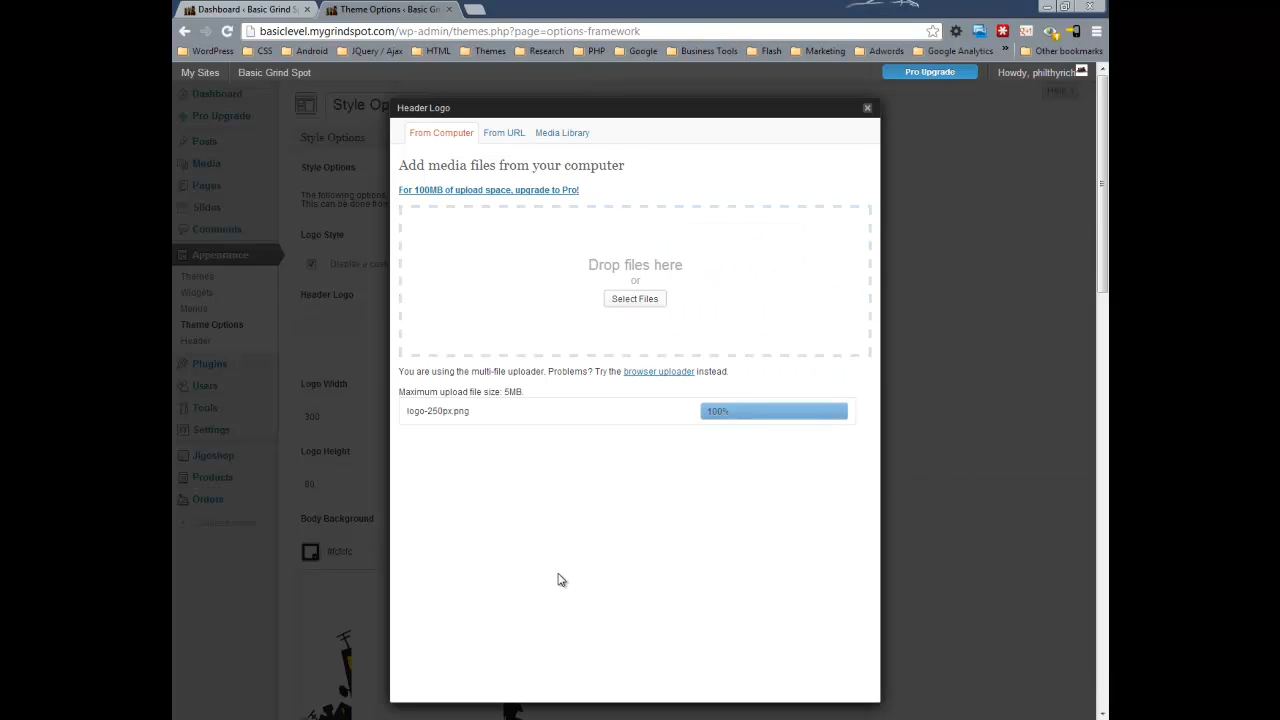 Dashboard ‹ Basic Grind S
Theme Options ‹ Basic Gr
basiclevel.mygrindspot.com/wp-admin/themes.php?page=options-framework
WordPress CSS Android JQuery / Ajax HTML Themes Research PHP Google Business Tools Flash Marketing Adwords Google Analytics » Other bookmarks
My Sites Basic Grind Spot Pro Upgrade Howdy, philthyrich
Dashboard
Pro Upgrade
Posts
Media
Pages
Slides
Comments
Appearance
Themes
Widgets
Menus
Theme Options
Header
Plugins
Users
Tools
Settings
Jigoshop
Products
Orders
Help
Style Op
Style Options
Style Options
The following options,
This can be done from
Logo Style
Display a cus
Header Logo
Logo Width
300
Logo Height
80
Body Background
#fcfcfc
Header Logo
From Computer From URL Media Library
Add media files from your computer
For 100MB of upload space, upgrade to Pro!
Drop files here
or
Select Files
You are using the multi-file uploader. Problems? Try the browser uploader instead.
Maximum upload file size: 5MB.
logo-250px.png 100%